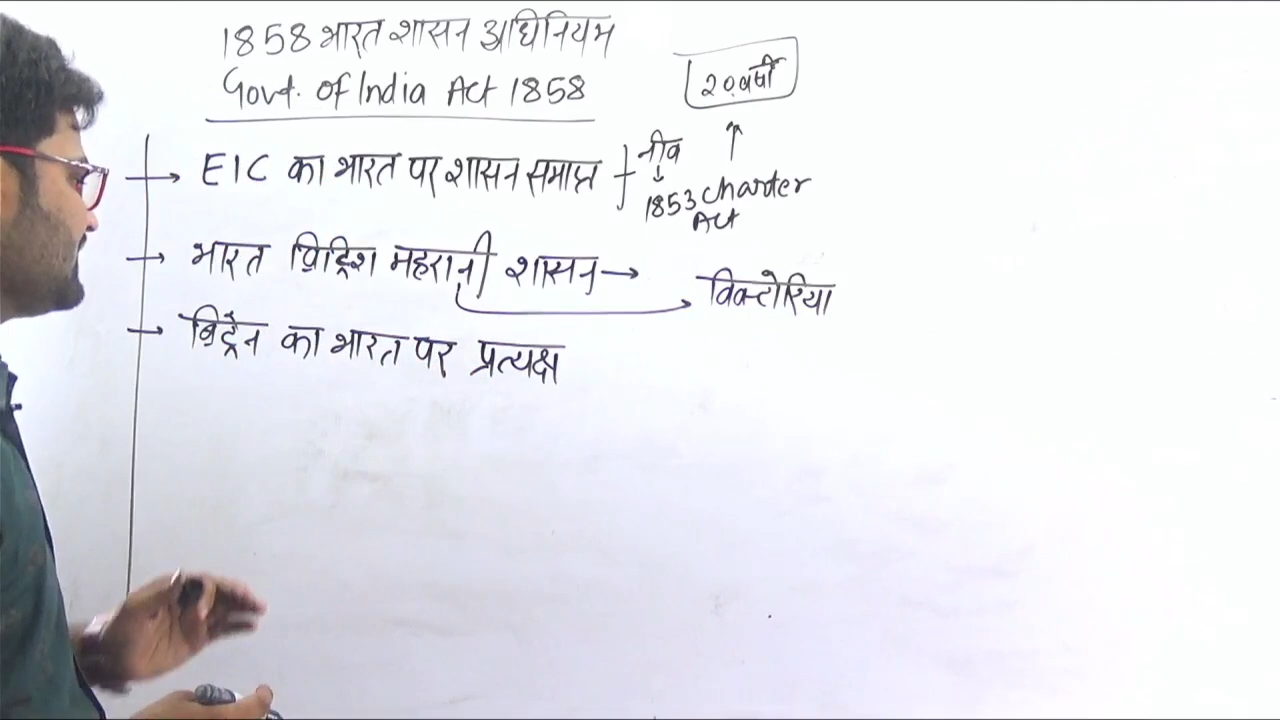 1858 भारत शासन अधिनियम
Govt. of India Act 1858
20 वर्षो
EIC का भारत पर शासन समाप्त
नीव
1853 Charter
Act
भारत ब्रिट्रिश महरानी शासन
विक्टोरिया
ब्रिट्रेन का भारत पर प्रत्यक्ष